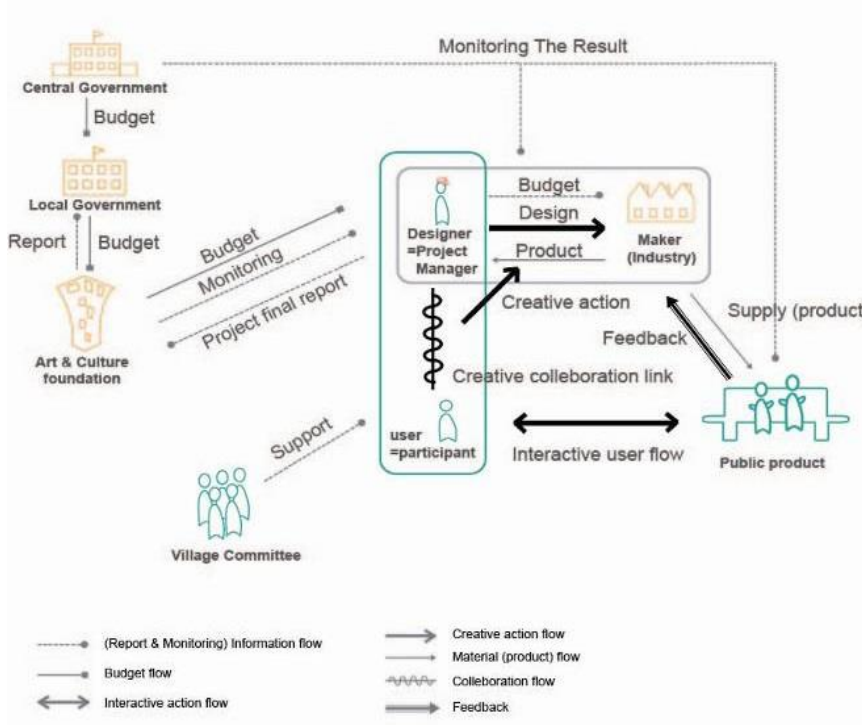 Monitoring The Result
Central Government
Budget
Local Government
Report
Budget
Art & Culture
foundation
Budget
Monitoring
Project final report
Designer
=Project
Manager
Budget
Design
Product
Maker
(Industry)
Creative action
Supply (product
Feedback
Creative colleboration link
user
=participant
Support
Interactive user flow
Public product
Village Committee
(Report & Monitoring) Information flow
Budget flow
Interactive action flow
Creative action flow
Material (product) flow
Colleboration flow
Feedback